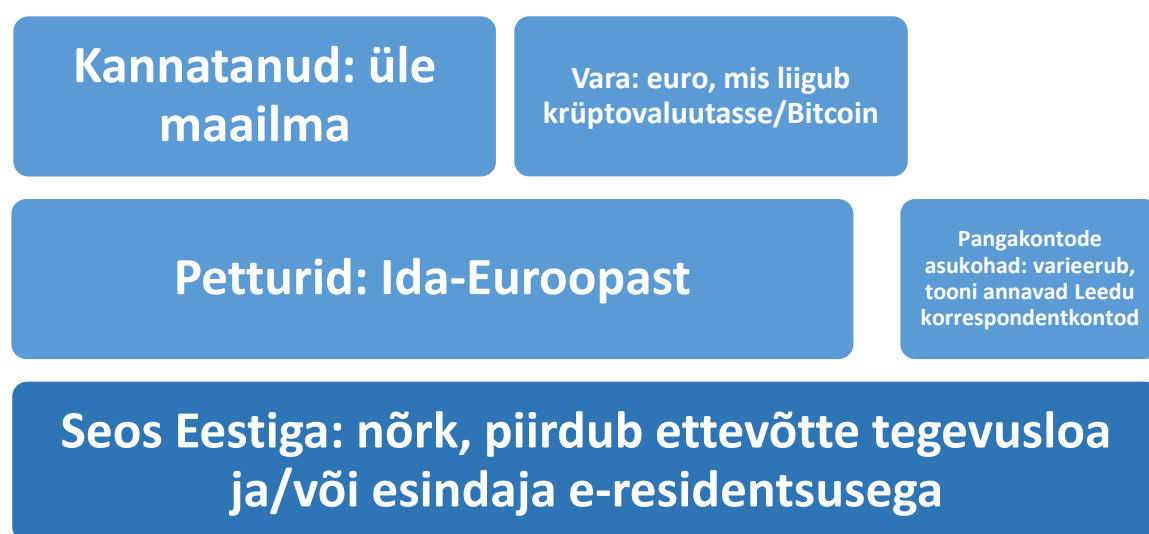 Kannatanud: üle
maailma
Vara: euro, mis liigub
krüptovaluutasse/Bitcoin
Petturid: Ida-Euroopast
Pangakontode
asukohad: varieerub,
tooni annavad Leedu
korrespondentkontod
Seos Eestiga: nõrk, piirdub ettevõtte tegevusloa
ja/või esindaja e-residentsusega